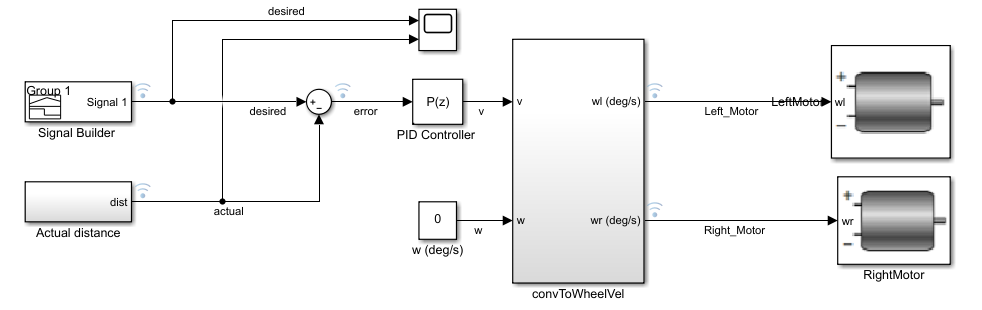 desired
Group 1
Signal 1
Signal Builder
desired
+
−
error
P(z)
PID Controller
v
v
wl (deg/s)
Left_Motor
LeftMotor
wl
+
−
dist
Actual distance
actual
0
w (deg/s)
w
w
wr (deg/s)
convToWheelVel
Right_Motor
wr
+
−
RightMotor